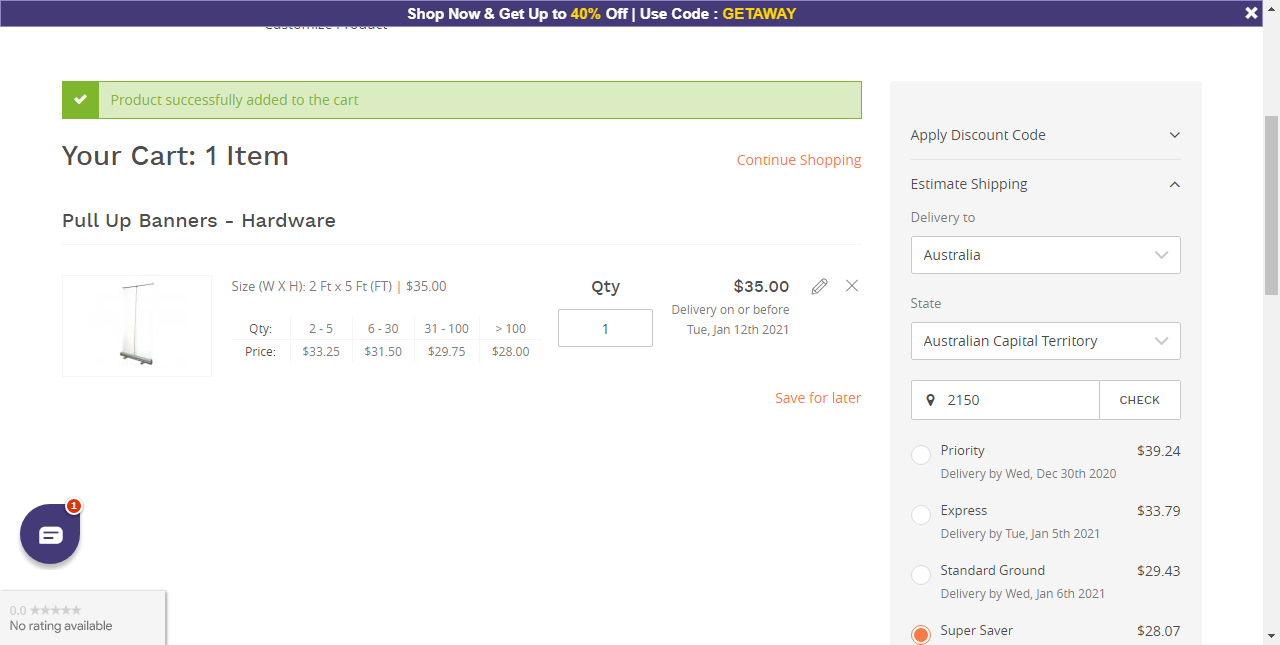 Shop Now & Get Up to 40% Off | Use Code : GETAWAY
Customize Product
Product successfully added to the cart
Your Cart: 1 Item
Continue Shopping
Pull Up Banners - Hardware
Size (W X H): 2 Ft x 5 Ft (FT) | $35.00
Qty: 2 - 5 6 - 30 31 - 100 > 100
Price: $33.25 $31.50 $29.75 $28.00
Qty
1
$35.00
Delivery on or before
Tue, Jan 12th 2021
Save for later
Apply Discount Code
Estimate Shipping
Delivery to
Australia
State
Australian Capital Territory
2150 CHECK
Priority $39.24
Delivery by Wed, Dec 30th 2020
Express $33.79
Delivery by Tue, Jan 5th 2021
Standard Ground $29.43
Delivery by Wed, Jan 6th 2021
Super Saver $28.07
1
0.0
No rating available